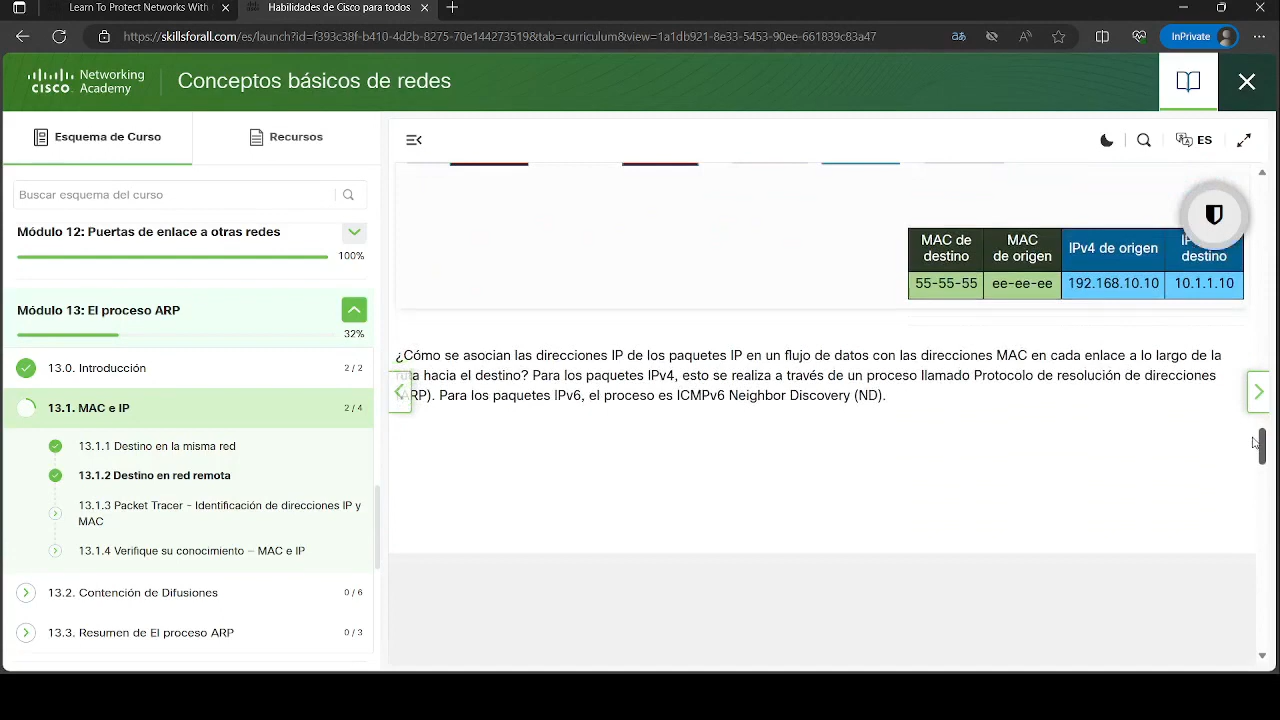 Learn To Protect Networks With
Habilidades de Cisco para todos
https://skillsforall.com/es/launch?id=f393c38f-b410-4d2b-8275-70e144273519&tab=curriculum&view=1a1db921-8e33-5453-90ee-661839c83a47
InPrivate
CISCO
Networking
Academy
Conceptos básicos de redes
Esquema de Curso
Recursos
ES
Buscar esquema del curso
Módulo 12: Puertas de enlace a otras redes
100%
Módulo 13: El proceso ARP
32%
13.0. Introducción 2 / 2
13.1. MAC e IP 2 / 4
13.1.1 Destino en la misma red
13.1.2 Destino en red remota
13.1.3 Packet Tracer - Identificación de direcciones IP y
MAC
13.1.4 Verifique su conocimiento – MAC e IP
13.2. Contención de Difusiones 0 / 6
13.3. Resumen de El proceso ARP 0 / 3
MAC de destino MAC de origen IPv4 de origen destino
55-55-55 ee-ee-ee 192.168.10.10 10.1.1.10
¿Cómo se asocian las direcciones IP de los paquetes IP en un flujo de datos con las direcciones MAC en cada enlace a lo largo de la
ruta hacia el destino? Para los paquetes IPv4, esto se realiza a través de un proceso llamado Protocolo de resolución de direcciones
(ARP). Para los paquetes IPv6, el proceso es ICMPv6 Neighbor Discovery (ND).